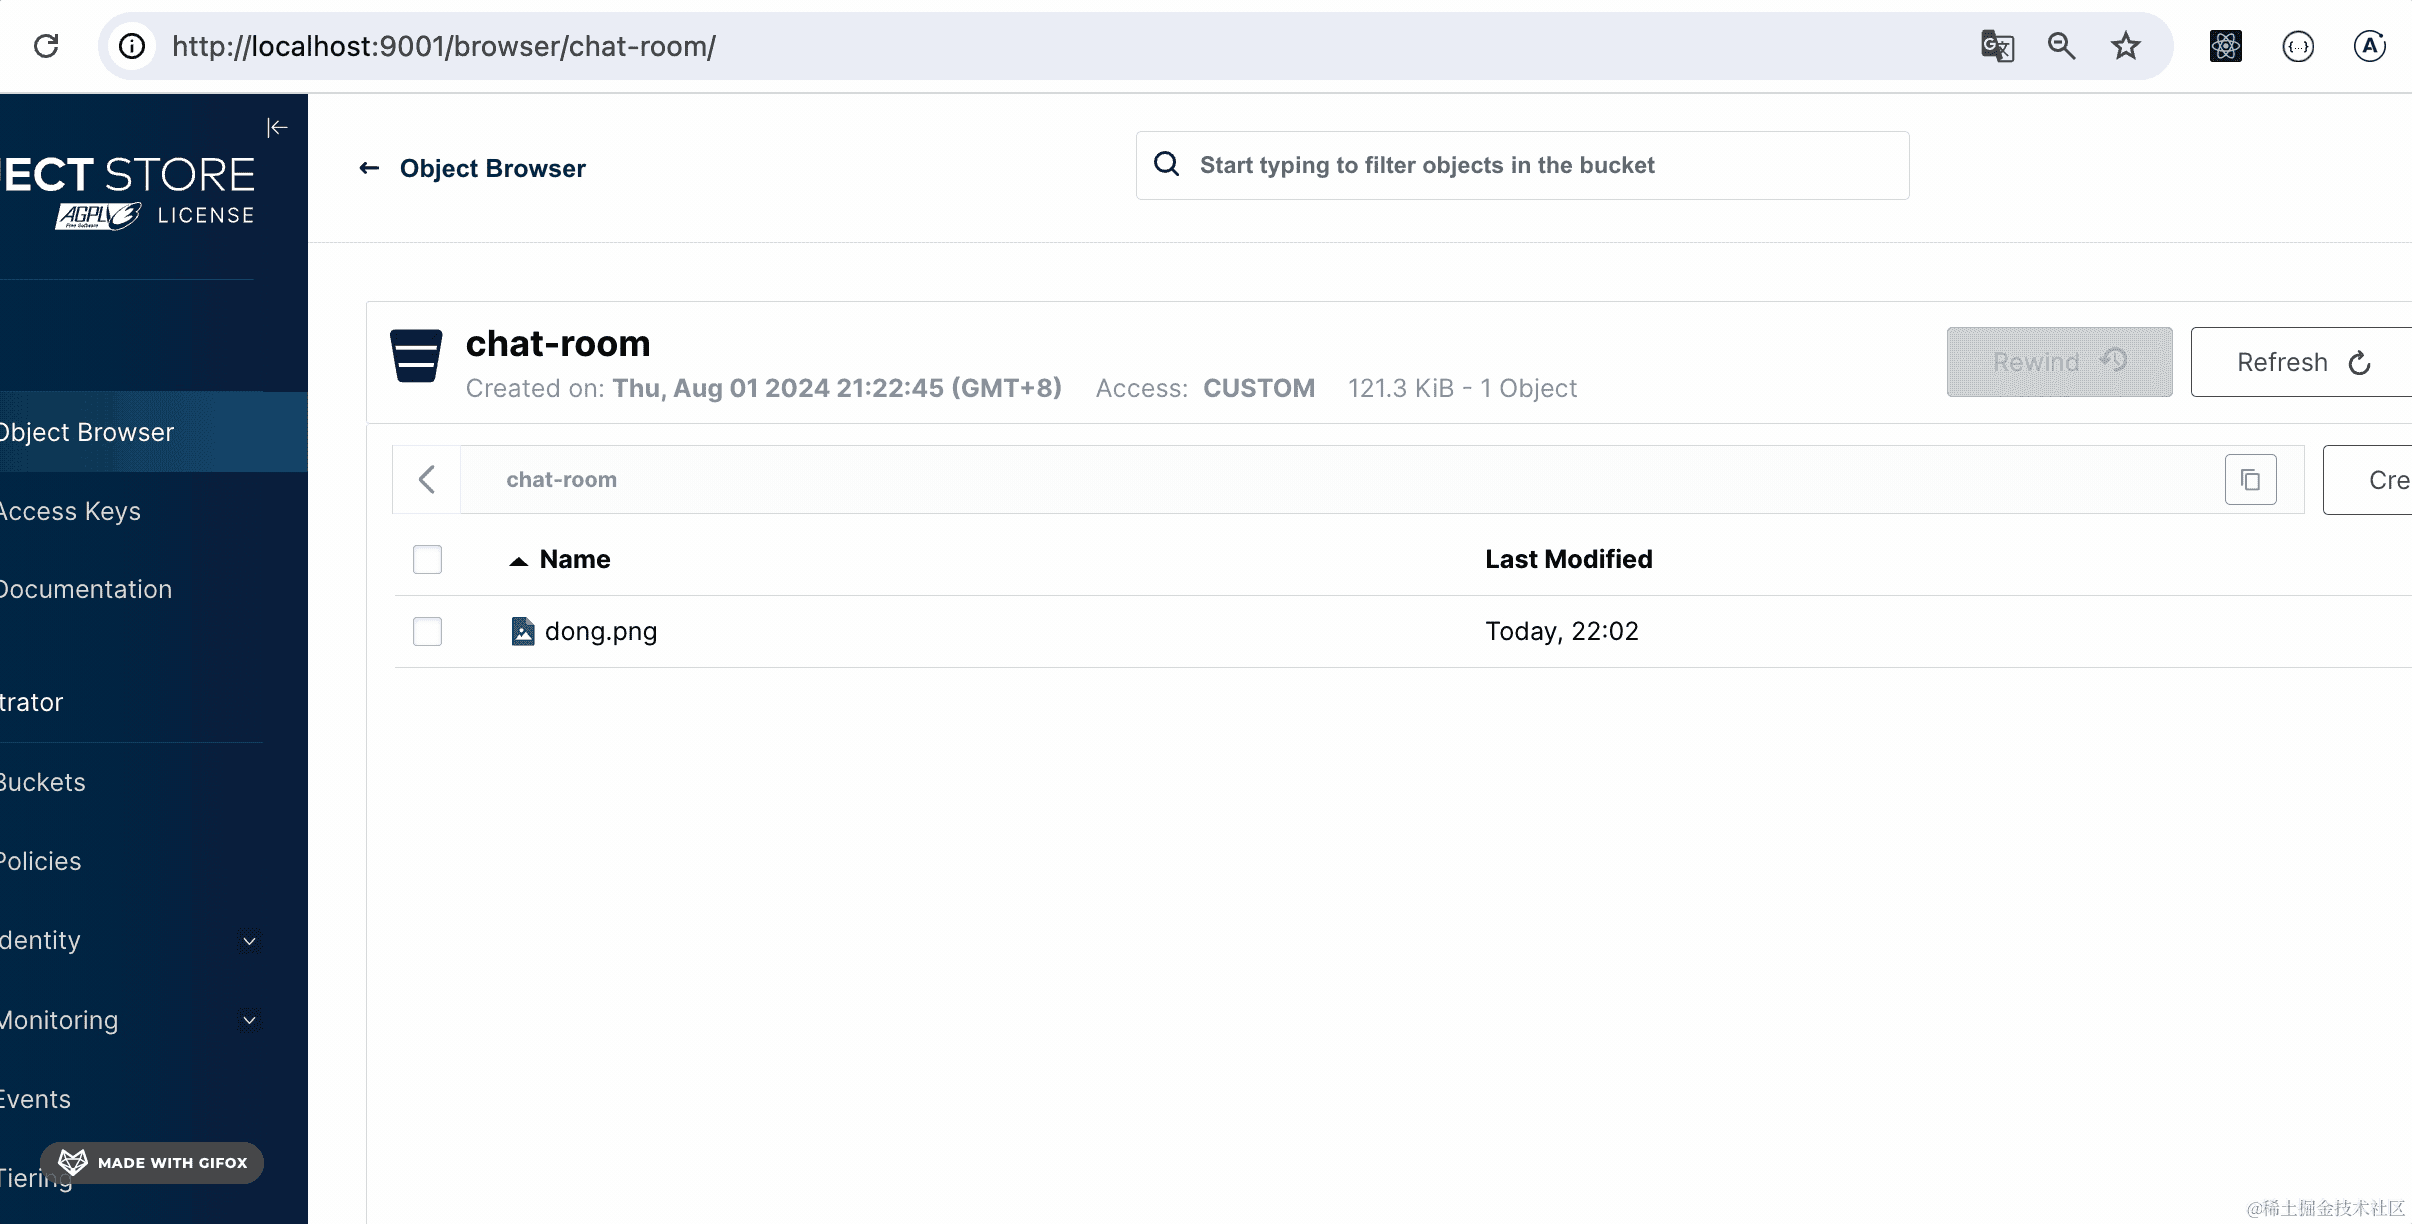 http://localhost:9001/browser/chat-room/
JECT STORE
AGPLv3 LICENSE
Free Software
Object Browser
Start typing to filter objects in the bucket
chat-room
Created on: Thu, Aug 01 2024 21:22:45 (GMT+8) Access: CUSTOM 121.3 KiB - 1 Object
Rewind
Refresh
Object Browser
chat-room
Cre
Access Keys
Name
Last Modified
Documentation
dong.png
Today, 22:02
trator
Buckets
Policies
dentity
Monitoring
Events
Tiering
MADE WITH GIFOX
@稀土掘金技术社区